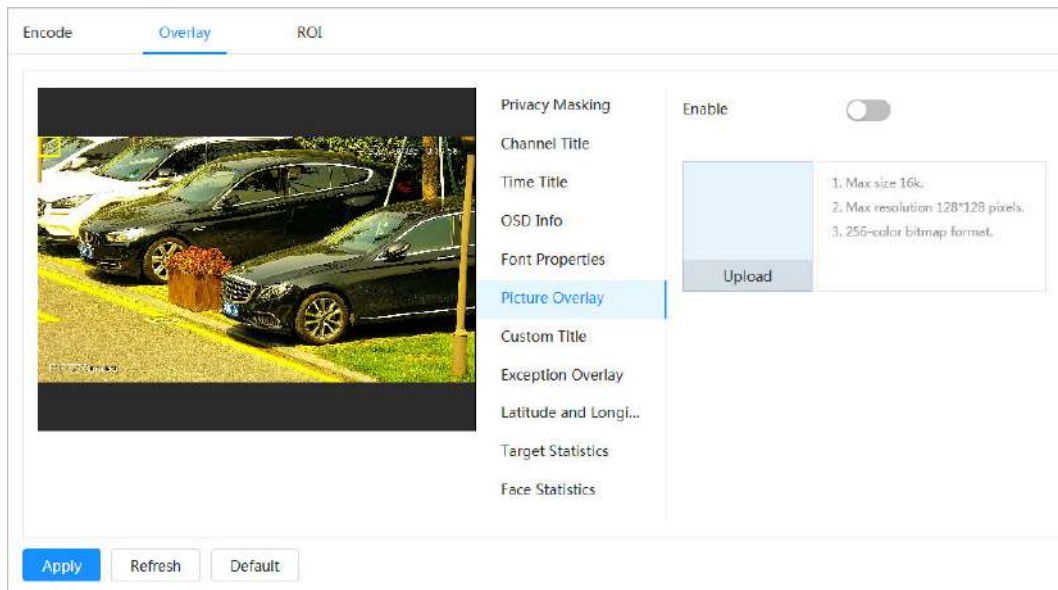 Encode Overlay ROI
Privacy Masking
Channel Title
Time Title
OSD Info
Font Properties
Picture Overlay
Custom Title
Exception Overlay
Latitude and Longi...
Target Statistics
Face Statistics
Enable
1. Max size 16k.
2. Max resolution 128*128 pixels.
3. 256-color bitmap format.
Upload
Apply Refresh Default